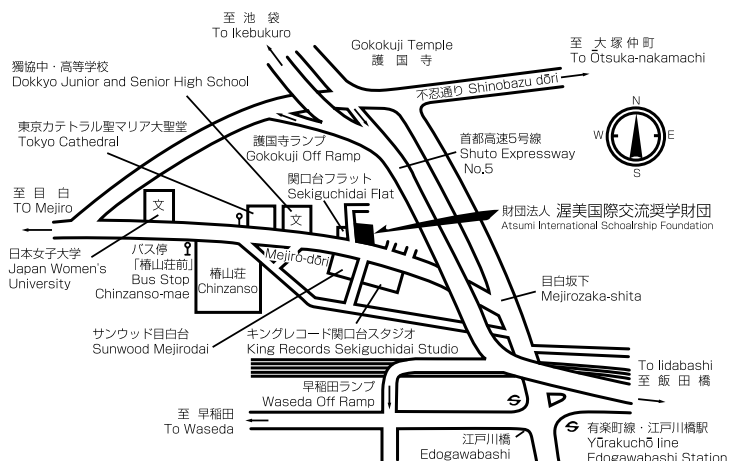 至 池 袋
To Ikebukuro
Gokokuji Temple
護 国 寺
至 大 塚 仲 町
To Ōtsuka-nakamachi
獨協中・高等学校
Dokkyo Junior and Senior High School
不忍通り Shinobazu dōri
東京カテトラル聖マリア大聖堂
Tokyo Cathedral
護国寺ランプ
Gokokuji Off Ramp
首都高速5号線
Shuto Expressway
No.5
N
W
E
S
関口台フラット
Sekiguchidai Flat
至 目 白
TO Mejiro
文
文
財団法人 渥美国際交流奨学財団
Atsumi International Schoalrship Foundation
日本女子大学
Japan Women's
University
バス停
「椿山荘前」
Bus Stop
Chinzanso-mae
椿山荘
Chinzanso
Mejiro-dōri
目白坂下
Mejirozaka-shita
サンウッド目白台
Sunwood Mejirodai
キングレコード関口台スタジオ
King Records Sekiguchidai Studio
早稲田ランプ
Waseda Off Ramp
To Iidabashi
至 飯 田 橋
至 早稲田
To Waseda
江戸川橋
Edogawabashi
有楽町線・江戸川橋駅
Yūrakuchō line
Edogawabashi Station